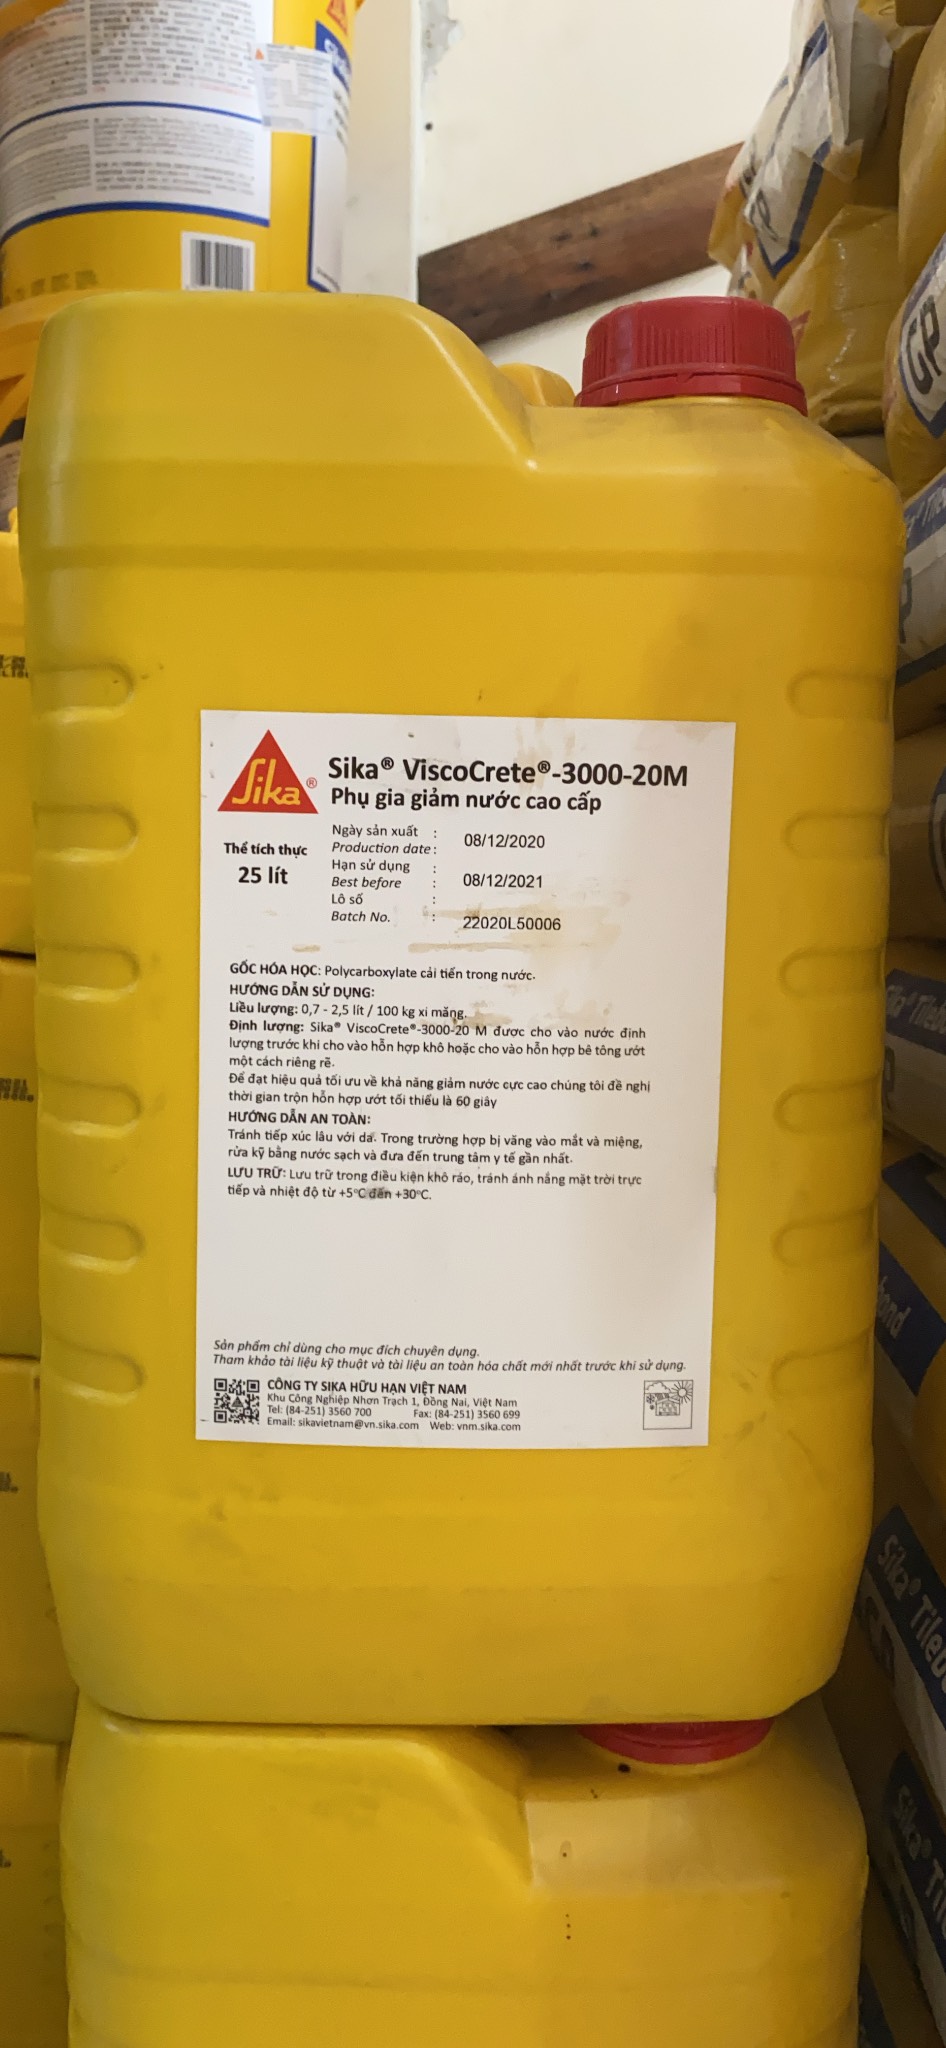 Sika®
Sika® ViscoCrete®-3000-20M
Phụ gia giảm nước cao cấp
Thể tích thực
25 lít
Ngày sản xuất :
Production date: 08/12/2020
Hạn sử dụng :
Best before : 08/12/2021
Lô số :
Batch No. : 22020L50006
GỐC HÓA HỌC: Polycarboxylate cải tiến trong nước.
HƯỚNG DẪN SỬ DỤNG:
Liều lượng: 0,7 - 2,5 lít / 100 kg xi măng.
Định lượng: Sika® ViscoCrete®-3000-20 M được cho vào nước định
lượng trước khi cho vào hỗn hợp khô hoặc cho vào hỗn hợp bê tông ướt
một cách riêng rẽ.
Để đạt hiệu quả tối ưu về khả năng giảm nước cực cao chúng tôi đề nghị
thời gian trộn hỗn hợp ướt tối thiểu là 60 giây
HƯỚNG DẪN AN TOÀN:
Tránh tiếp xúc lâu với da. Trong trường hợp bị văng vào mắt và miệng,
rửa kỹ bằng nước sạch và đưa đến trung tâm y tế gần nhất.
LƯU TRỮ: Lưu trữ trong điều kiện khô ráo, tránh ánh nắng mặt trời trực
tiếp và nhiệt độ từ +5°C đến +30°C.
Sản phẩm chỉ dùng cho mục đích chuyên dụng.
Tham khảo tài liệu kỹ thuật và tài liệu an toàn hóa chất mới nhất trước khi sử dụng.
CÔNG TY SIKA HỮU HẠN VIỆT NAM
Khu Công Nghiệp Nhơn Trạch 1, Đồng Nai, Việt Nam
Tel: (84-251) 3560 700 Fax: (84-251) 3560 699
Email: sikavietnam@vn.sika.com Web: vnm.sika.com
GP
Sika®